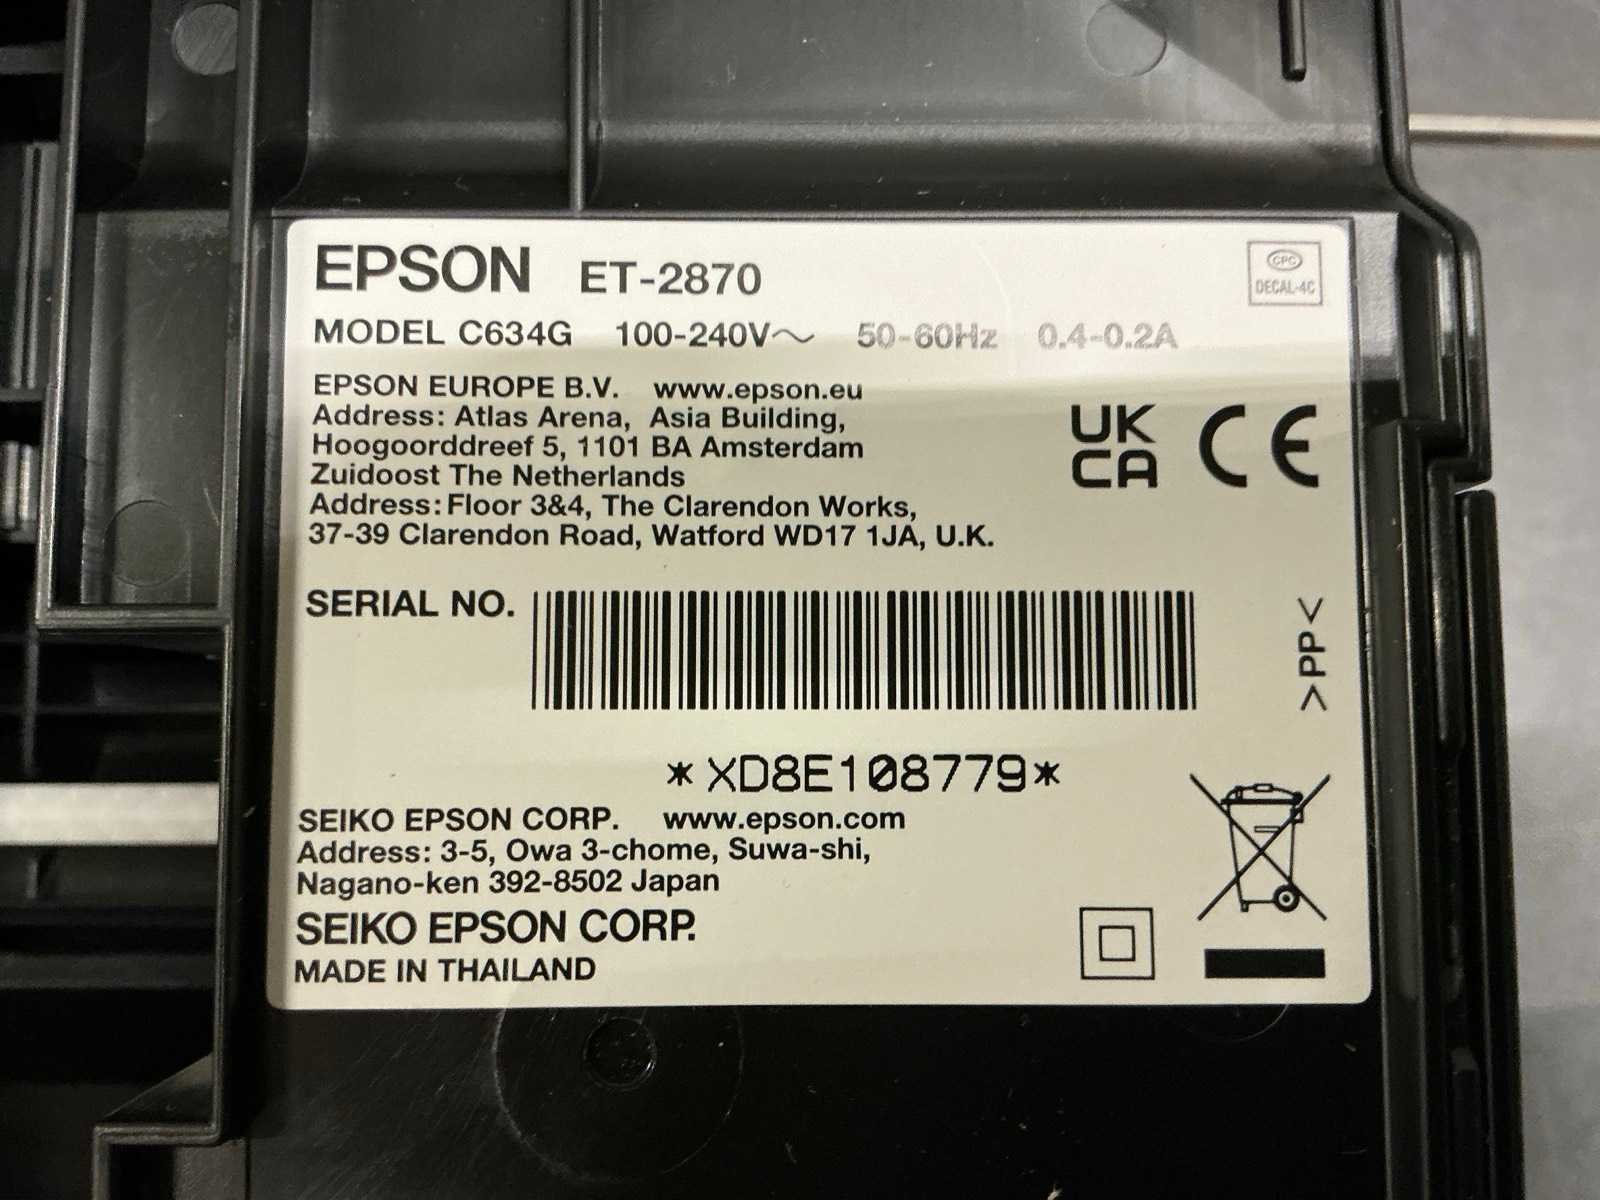 EPSON ET-2870
CPC
DECAL-4C
MODEL C634G 100-240V～ 50-60Hz 0.4-0.2A
EPSON EUROPE B.V. www.epson.eu
Address: Atlas Arena, Asia Building,
Hoogoorddreef 5, 1101 BA Amsterdam
Zuidoost The Netherlands
Address: Floor 3&4, The Clarendon Works,
37-39 Clarendon Road, Watford WD17 1JA, U.K.
UK
CA
CE
SERIAL NO.
>PP<
*XD8E108779*
SEIKO EPSON CORP. www.epson.com
Address: 3-5, Owa 3-chome, Suwa-shi,
Nagano-ken 392-8502 Japan
SEIKO EPSON CORP.
MADE IN THAILAND